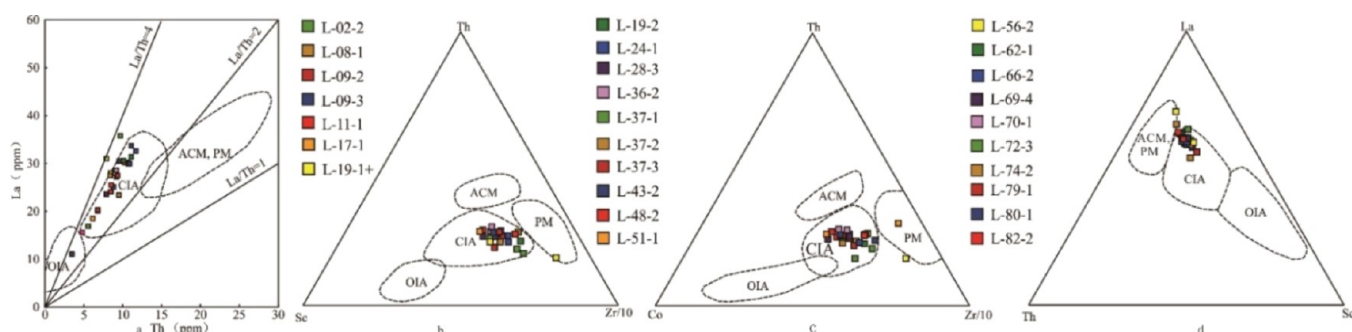 60
50
40
30
20
10
0
La( ppm)
La/Th=4
La/Th=2
La/Th=1
ACM, PM
CIA
OIA
0
5
10
15
20
25
30
a Th (ppm)
L-02-2
L-08-1
L-09-2
L-09-3
L-11-1
L-17-1
L-19-1+
Th
ACM
PM
CIA
OIA
Sc
b
Zr/10
L-19-2
L-24-1
L-28-3
L-36-2
L-37-1
L-37-2
L-37-3
L-43-2
L-48-2
L-51-1
Th
ACM
PM
CIA
OIA
Co
c
Zr/10
L-56-2
L-62-1
L-66-2
L-69-4
L-70-1
L-72-3
L-74-2
L-79-1
L-80-1
L-82-2
La
ACM,
PM
CIA
OIA
Th
d
Sc